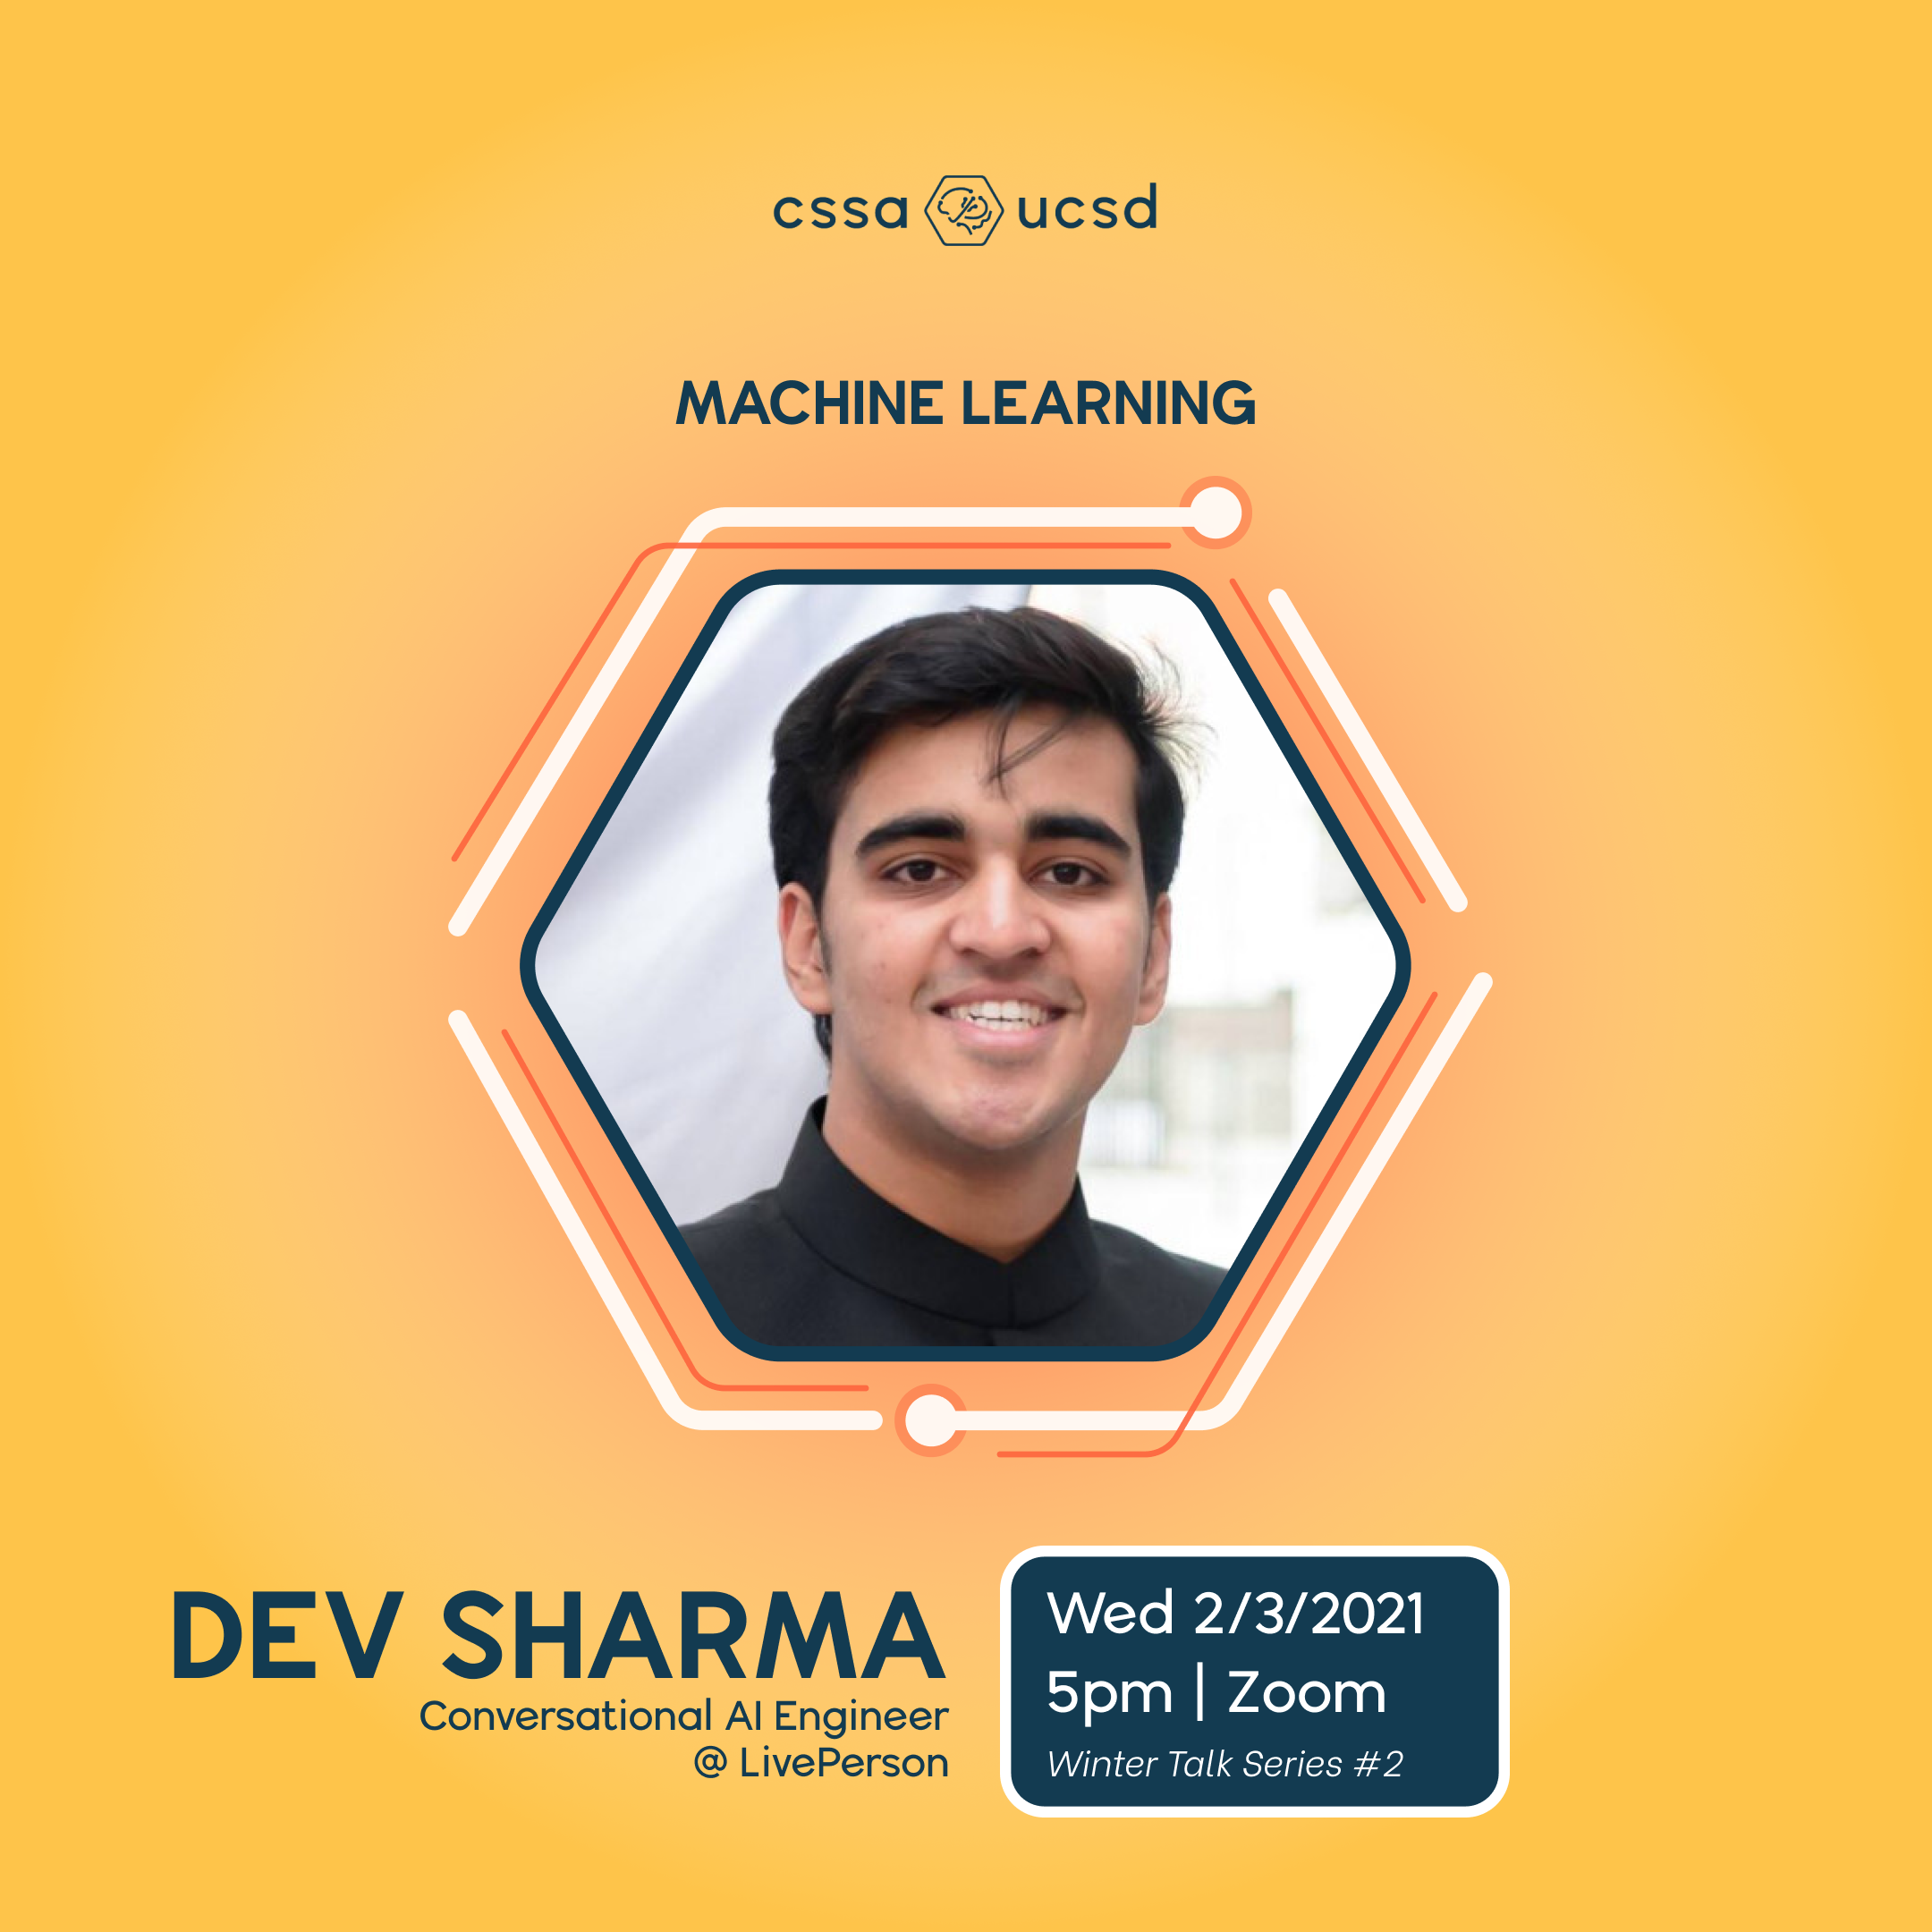 cssa ucsd
MACHINE LEARNING
DEV SHARMA
Conversational AI Engineer
@ LivePerson
Wed 2/3/2021
5pm | Zoom
Winter Talk Series #2